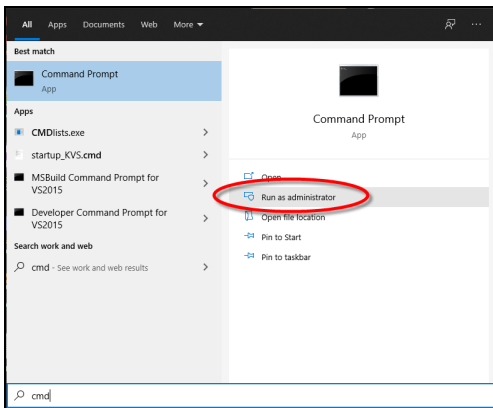 All Apps Documents Web More
Best match
Command Prompt
App
Apps
CMDlists.exe
startup_KVS.cmd
MSBuild Command Prompt for
VS2015
Developer Command Prompt for
VS2015
Search work and web
cmd - See work and web results
Command Prompt
App
Open
Run as administrator
Open file location
Pin to Start
Pin to taskbar
cmd